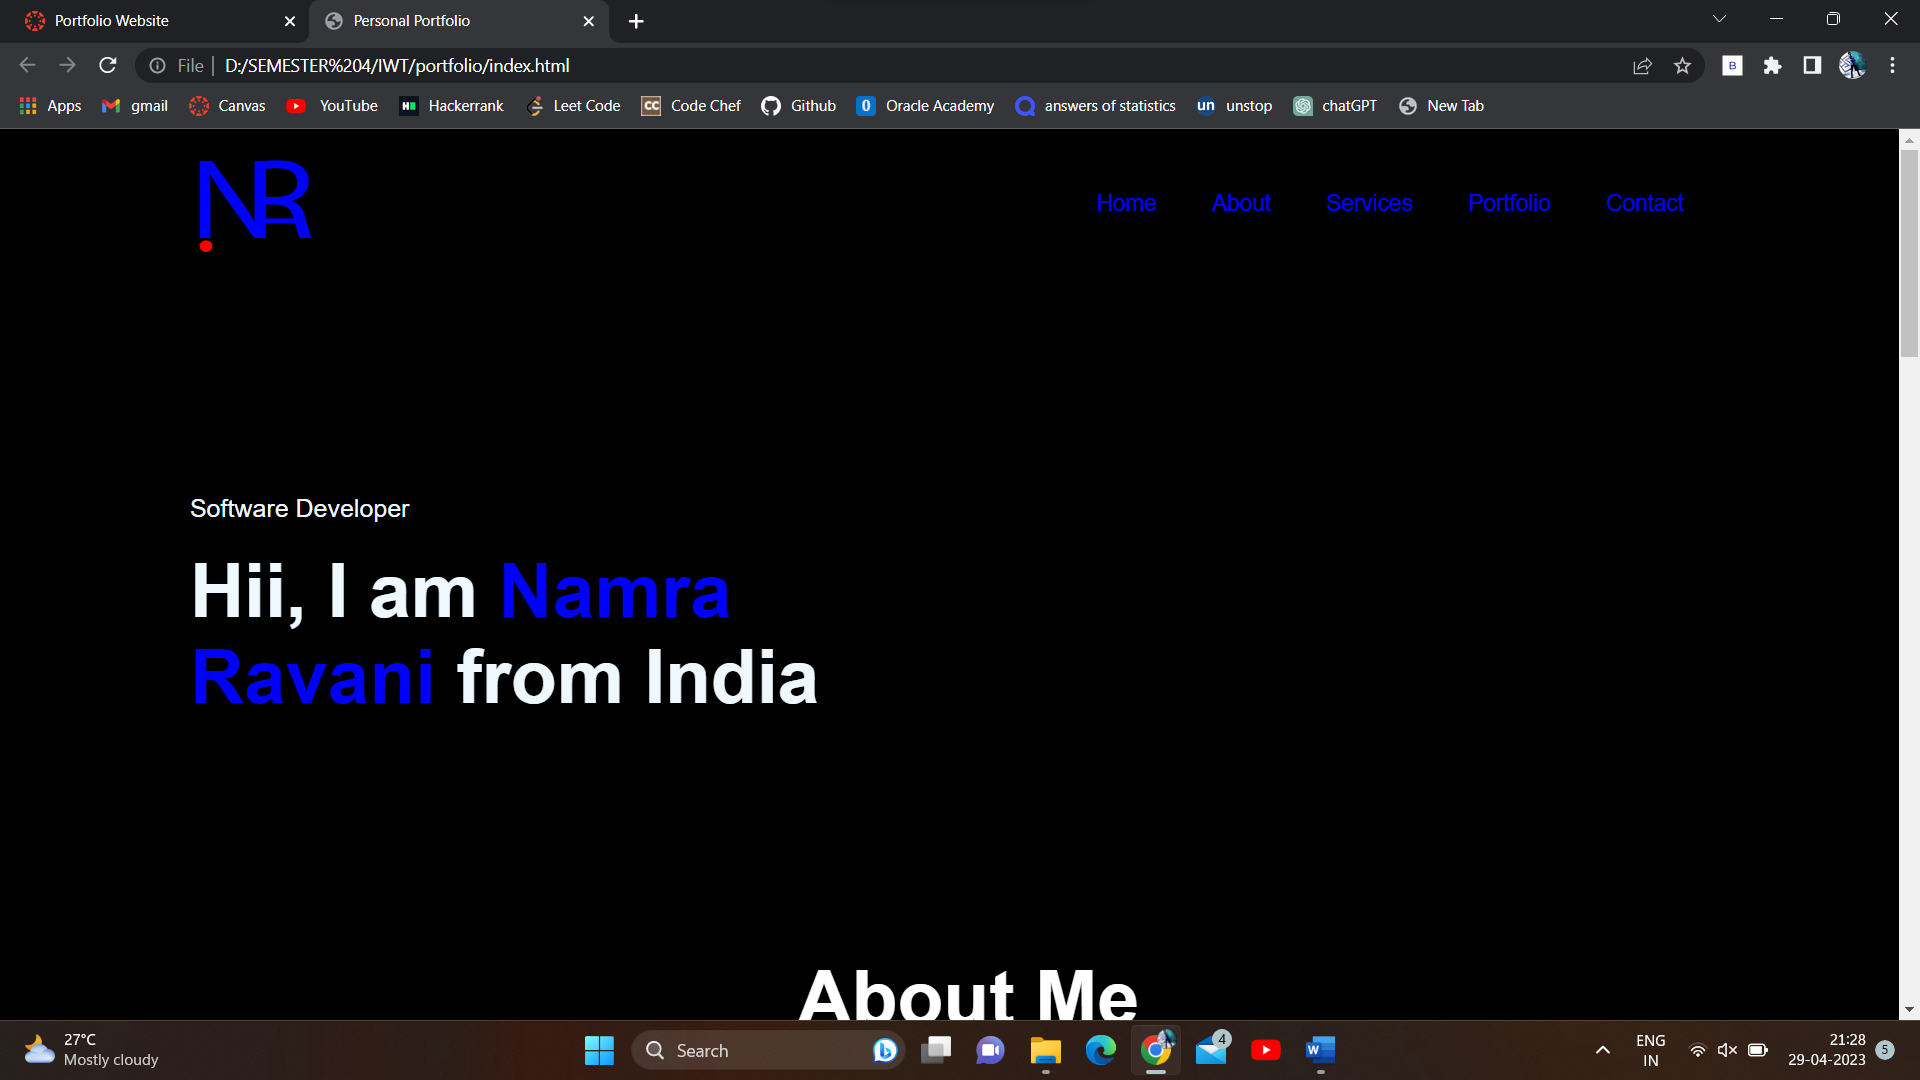 Portfolio Website
Personal Portfolio
File | D:/SEMESTER%204/IWT/portfolio/index.html
B
Apps gmail Canvas YouTube Hackerrank Leet Code Code Chef Github Oracle Academy answers of statistics unstop chatGPT New Tab
NR
Home About Services Portfolio Contact
Software Developer
Hii, I am Namra
Ravani from India
About Me
27°C
Mostly cloudy
Search
4
ENG
IN
21:28
29-04-2023
5